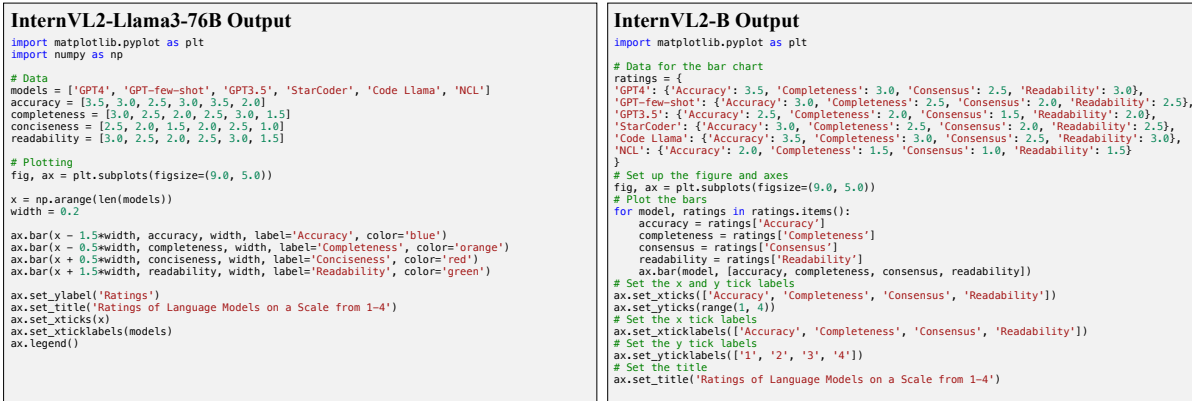 InternVL2-Llama3-76B Output
import matplotlib.pyplot as plt
import numpy as np
# Data
models = ['GPT4', 'GPT-few-shot', 'GPT3.5', 'StarCoder', 'Code Llama', 'NCL']
accuracy = [3.5, 3.0, 2.5, 3.0, 3.5, 2.0]
completeness = [3.0, 2.5, 2.0, 2.5, 3.0, 1.5]
conciseness = [2.5, 2.0, 1.5, 2.0, 2.5, 1.0]
readability = [3.0, 2.5, 2.0, 2.5, 3.0, 1.5]
# Plotting
fig, ax = plt.subplots(figsize=(9.0, 5.0))
x = np.arange(len(models))
width = 0.2
ax.bar(x - 1.5*width, accuracy, width, label='Accuracy', color='blue')
ax.bar(x - 0.5*width, completeness, width, label='Completeness', color='orange')
ax.bar(x + 0.5*width, conciseness, width, label='Conciseness', color='red')
ax.bar(x + 1.5*width, readability, width, label='Readability', color='green')
ax.set_ylabel('Ratings')
ax.set_title('Ratings of Language Models on a Scale from 1-4')
ax.set_xticks(x)
ax.set_xticklabels(models)
ax.legend()
InternVL2-B Output
import matplotlib.pyplot as plt
# Data for the bar chart
ratings = {
'GPT4': {'Accuracy': 3.5, 'Completeness': 3.0, 'Consensus': 2.5, 'Readability': 3.0},
'GPT-few-shot': {'Accuracy': 3.0, 'Completeness': 2.5, 'Consensus': 2.0, 'Readability': 2.5},
'GPT3.5': {'Accuracy': 2.5, 'Completeness': 2.0, 'Consensus': 1.5, 'Readability': 2.0},
'StarCoder': {'Accuracy': 3.0, 'Completeness': 2.5, 'Consensus': 2.0, 'Readability': 2.5},
'Code Llama': {'Accuracy': 3.5, 'Completeness': 3.0, 'Consensus': 2.5, 'Readability': 3.0},
'NCL': {'Accuracy': 2.0, 'Completeness': 1.5, 'Consensus': 1.0, 'Readability': 1.5}
}
# Set up the figure and axes
fig, ax = plt.subplots(figsize=(9.0, 5.0))
# Plot the bars
for model, ratings in ratings.items():
accuracy = ratings['Accuracy']
completeness = ratings['Completeness']
consensus = ratings['Consensus']
readability = ratings['Readability']
ax.bar(model, [accuracy, completeness, consensus, readability])
# Set the x and y tick labels
ax.set_xticks(['Accuracy', 'Completeness', 'Consensus', 'Readability'])
ax.set_yticks(range(1, 4))
# Set the x tick labels
ax.set_xticklabels(['Accuracy', 'Completeness', 'Consensus', 'Readability'])
# Set the y tick labels
ax.set_yticklabels(['1', '2', '3', '4'])
# Set the title
ax.set_title('Ratings of Language Models on a Scale from 1-4')